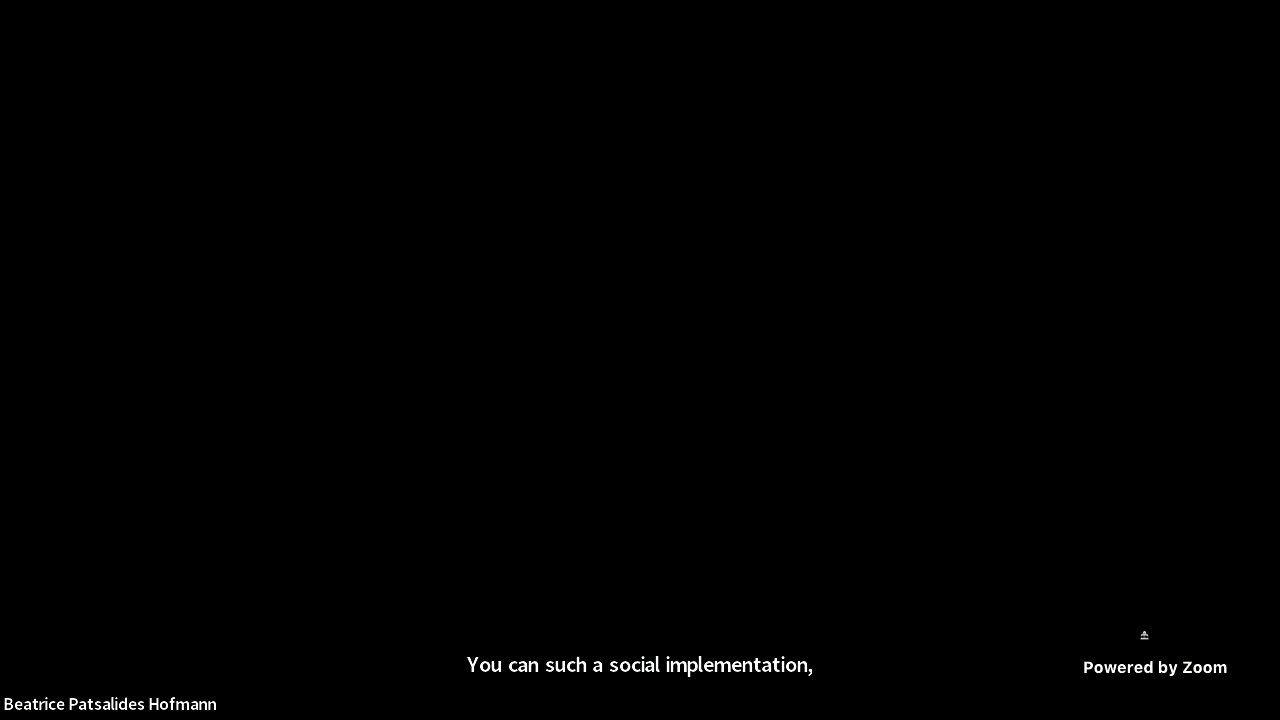 You can such a social implementation,
Powered by Zoom
Beatrice Patsalides Hofmann